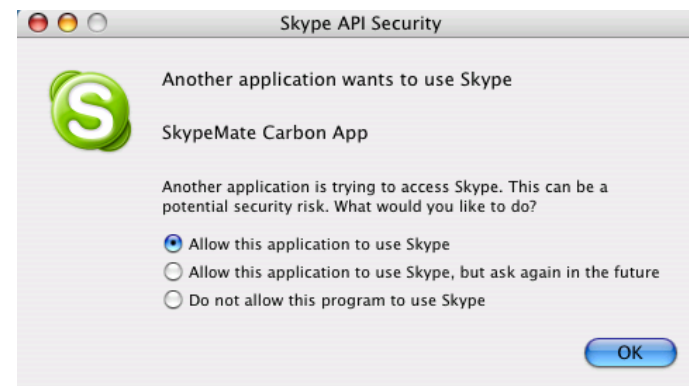 Skype API Security
Another application wants to use Skype
SkypeMate Carbon App
Another application is trying to access Skype. This can be a
potential security risk. What would you like to do?
Allow this application to use Skype
Allow this application to use Skype, but ask again in the future
Do not allow this program to use Skype
OK